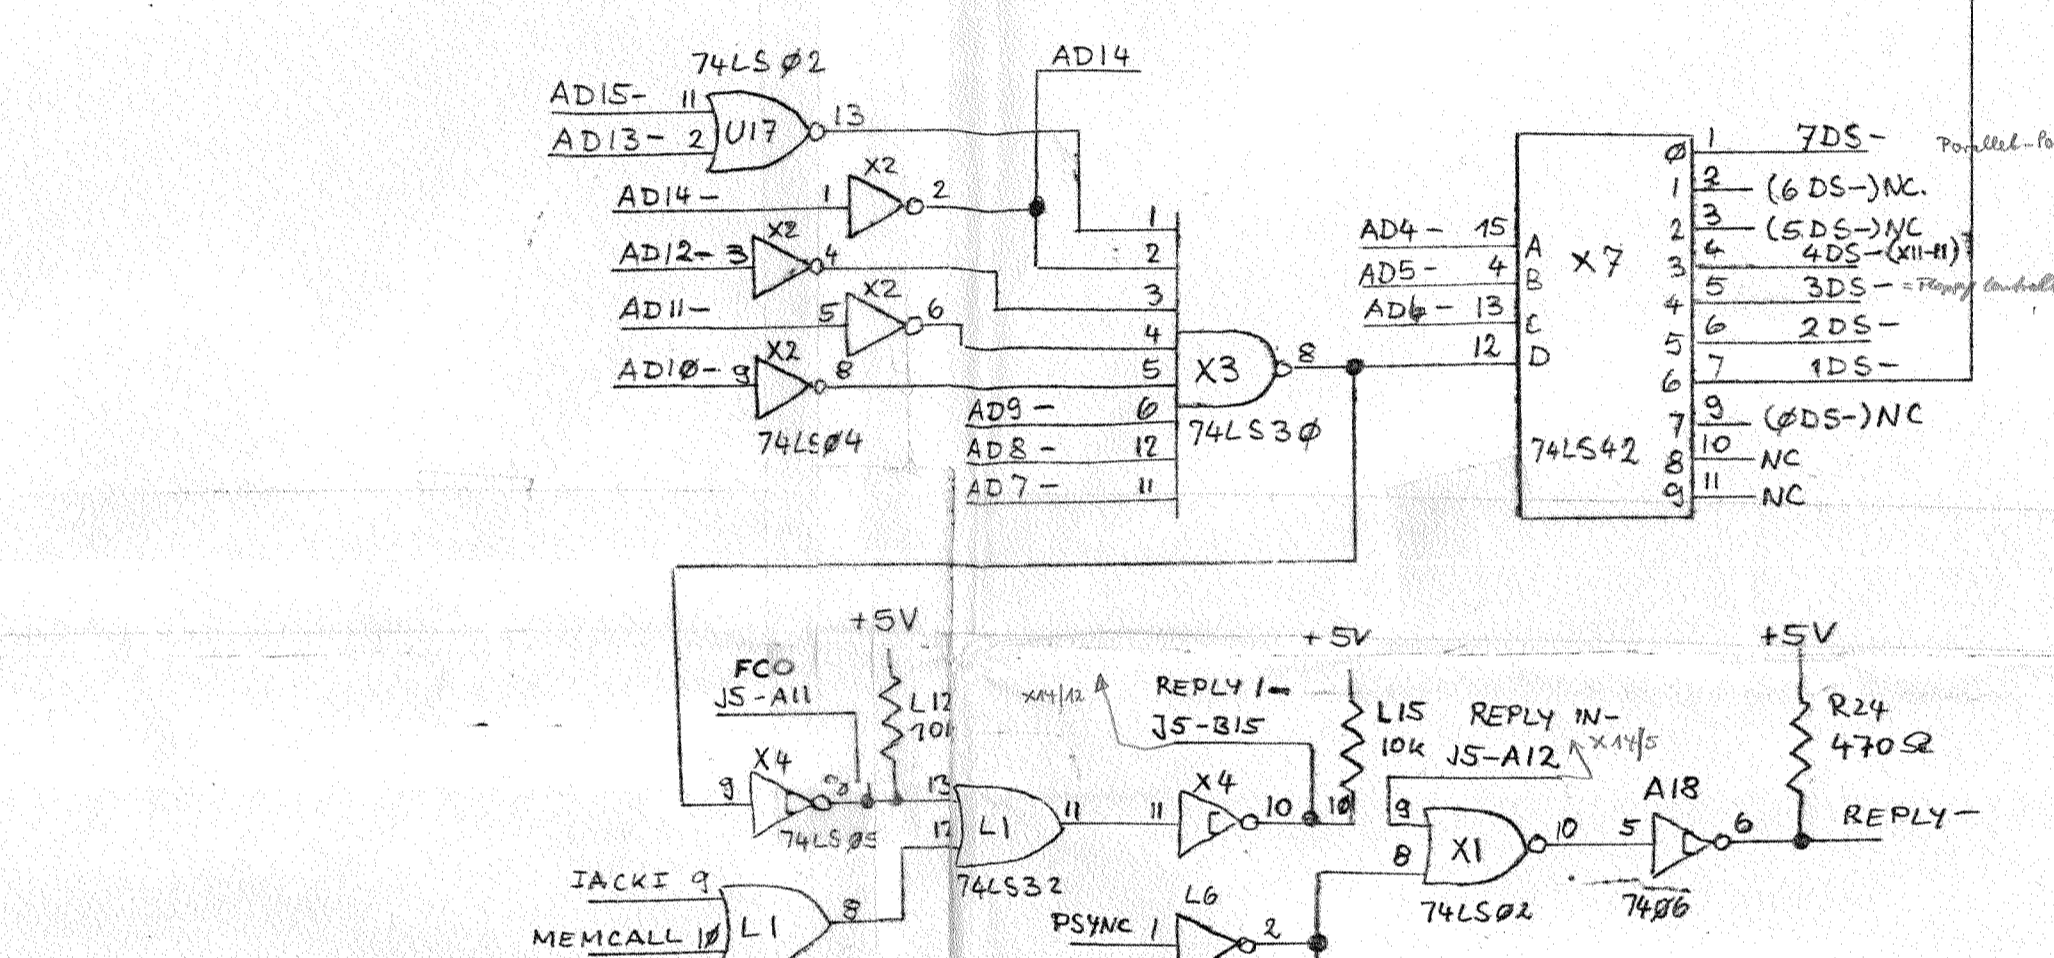 74LSØ2
AD14
AD15- 11
AD13- 2
U17
13
AD14- 1
X2
2
AD12- 3
X2
4
AD11- 5
X2
6
AD1Ø- 9
X2
8
74LSØ4
1
2
3
4
5
AD9- 6
AD8- 12
AD7- 11
X3
8
74LS3Ø
AD4- 15 A
AD5- 4 B
AD6- 13 C
12 D
X7
74LS42
Ø 1 7DS-
1 2 (6DS-)NC.
2 3 (5DS-)NC
3 4 4DS-(XII-11)
4 5 3DS-
5 6 2DS-
6 7 1DS-
7 9 (ØDS-)NC
8 10 NC
9 11 NC
+5V
+5V
+5V
FCO
J5-A11
L12
X14/12
REPLY 1-
J5-B15
L15
10k
REPLY IN-
J5-A12
X14/5
R24
470Ω
9
X4
74LSØ5
13
12
L1
11
74LS32
11
X4
10
10
9
8
X1
10
74LSØ2
5
A18
6
REPLY-
74Ø6
IACKI 9
MEMCALL 1Ø
L1
8
PSYNC 1
L6
2